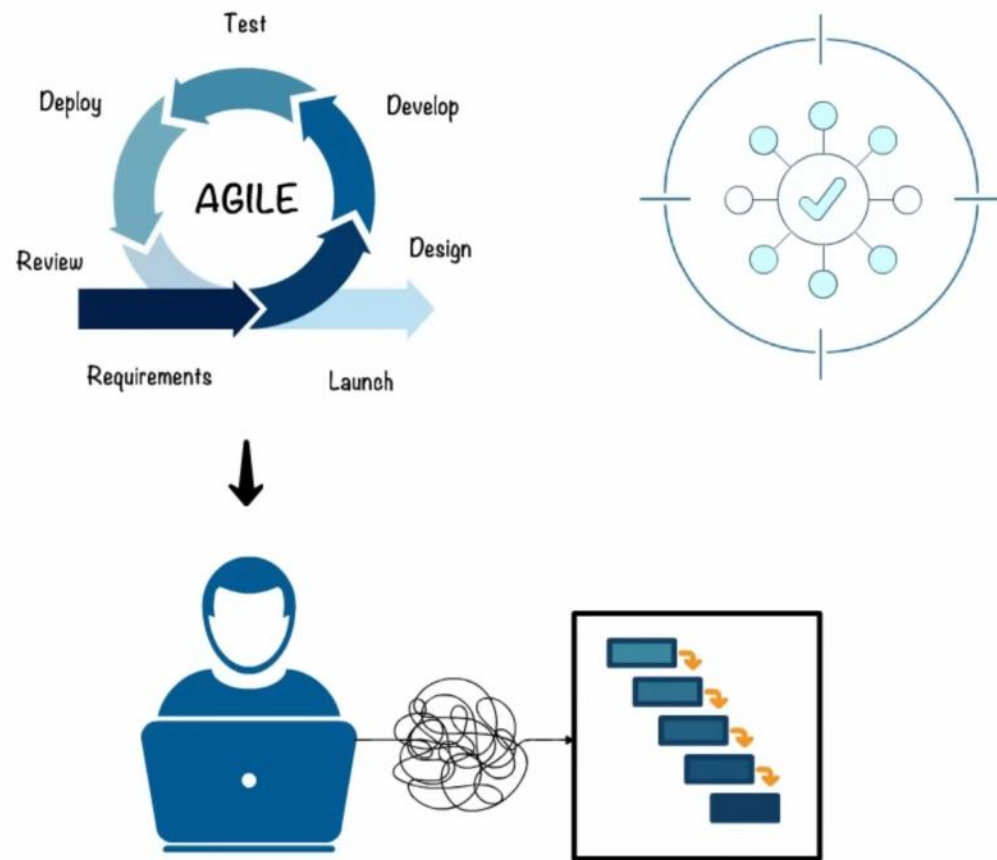 Test
Deploy
Develop
AGILE
Review
Design
Requirements
Launch